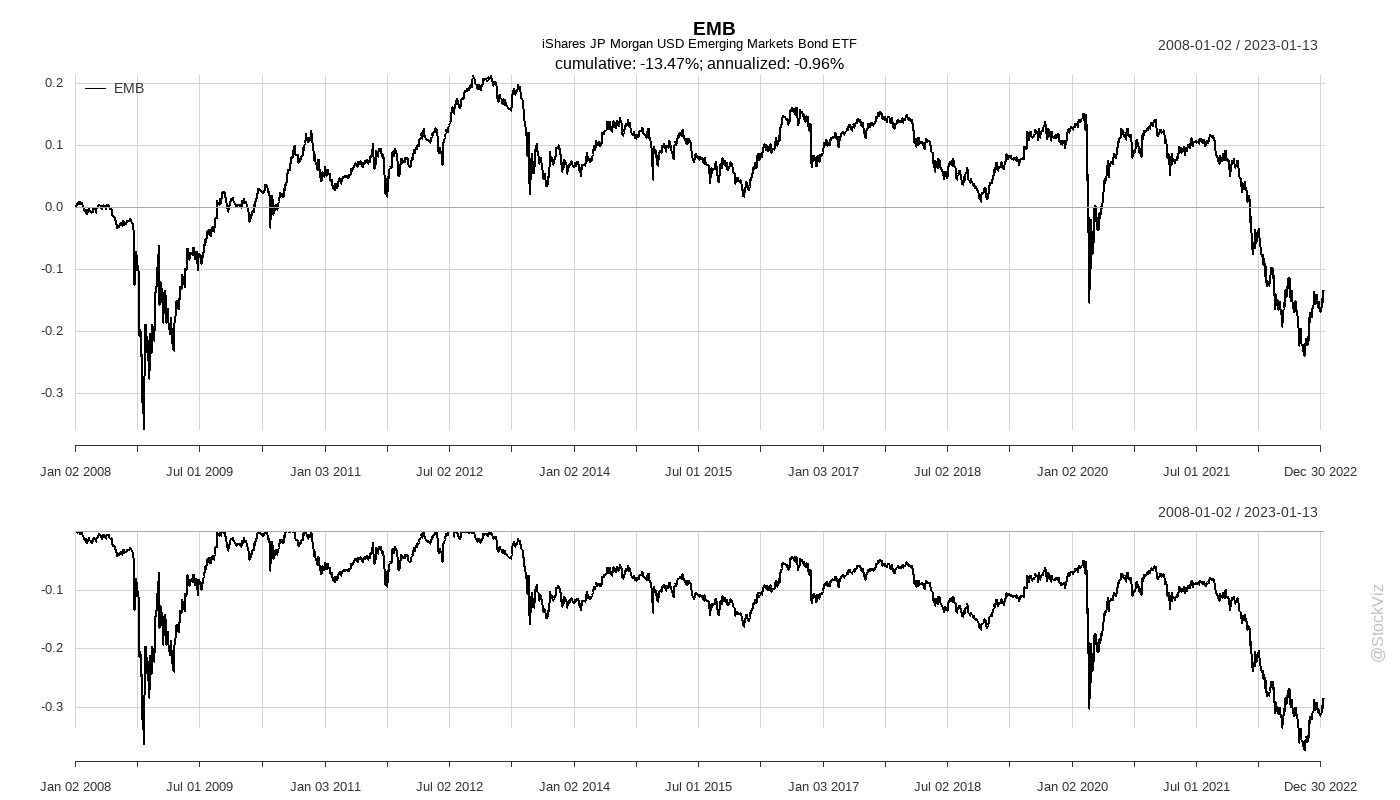 EMB
iShares JP Morgan USD Emerging Markets Bond ETF
2008-01-02 / 2023-01-13
cumulative: -13.47%; annualized: -0.96%
EMB
0.2
0.1
0.0
-0.1
-0.2
-0.3
Jan 02 2008 Jul 01 2009 Jan 03 2011 Jul 02 2012 Jan 02 2014 Jul 01 2015 Jan 03 2017 Jul 02 2018 Jan 02 2020 Jul 01 2021 Dec 30 2022
2008-01-02 / 2023-01-13
-0.1
-0.2
-0.3
Jan 02 2008 Jul 01 2009 Jan 03 2011 Jul 02 2012 Jan 02 2014 Jul 01 2015 Jan 03 2017 Jul 02 2018 Jan 02 2020 Jul 01 2021 Dec 30 2022
@StockViz